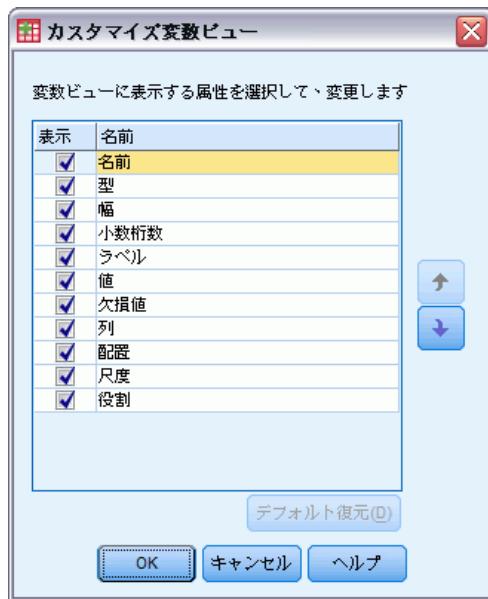 カスタマイズ変数ビュー
変数ビューに表示する属性を選択して、変更します
表示 名前
名前
型
幅
小数桁数
ラベル
値
欠損値
列
配置
尺度
役割
デフォルト復元(D)
OK キャンセル ヘルプ